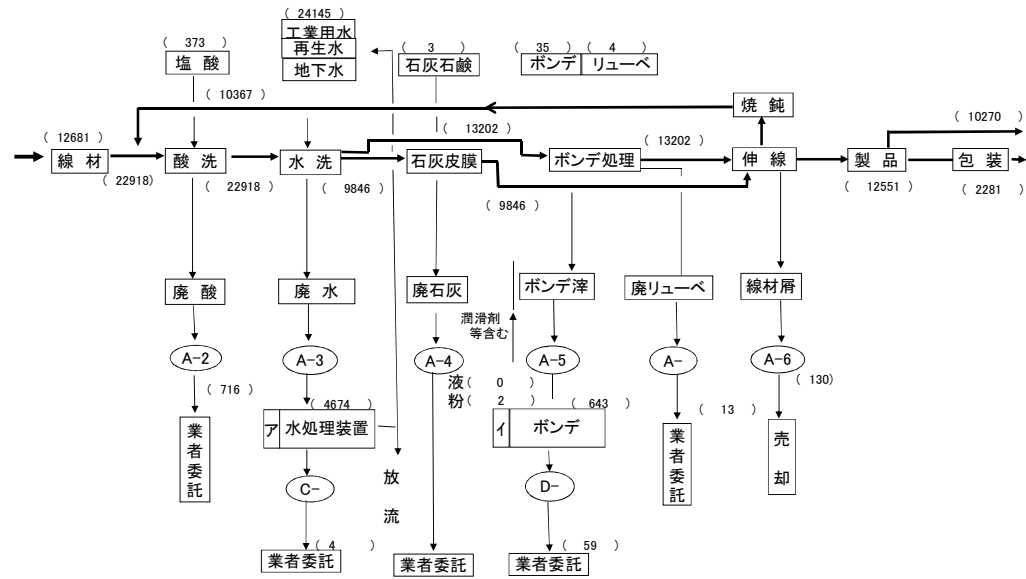 ( 24145 )
工業用水
再生水
地下水
( 373 )
塩 酸
( 3 )
石灰石鹸
( 35 ) ( 4 )
ボンデ リューベ
( 10367 )
焼 鈍
( 12681 )
( 13202 )
( 13202 )
( 10270 )
線 材
酸 洗
水 洗
石灰皮膜
ボンデ処理
伸 線
製 品
包 装
( 22918)
( 22918 )
( 9846 )
( 9846 )
( 12551 )
( 2281 )
廃 酸
廃 水
廃石灰
ボンデ滓
廃リューベ
線材屑
潤滑剤
等含む
A-2
A-3
A-4
A-5
A-
A-6
( 716 )
液( 0 )
粉( 2 )
( 130)
( 4674 )
( 643 )
( 13 )
ア 水処理装置
イ ボンデ
業者委託
業者委託
売却
放流
C-
D-
( 4 )
( 59 )
業者委託
業者委託
業者委託